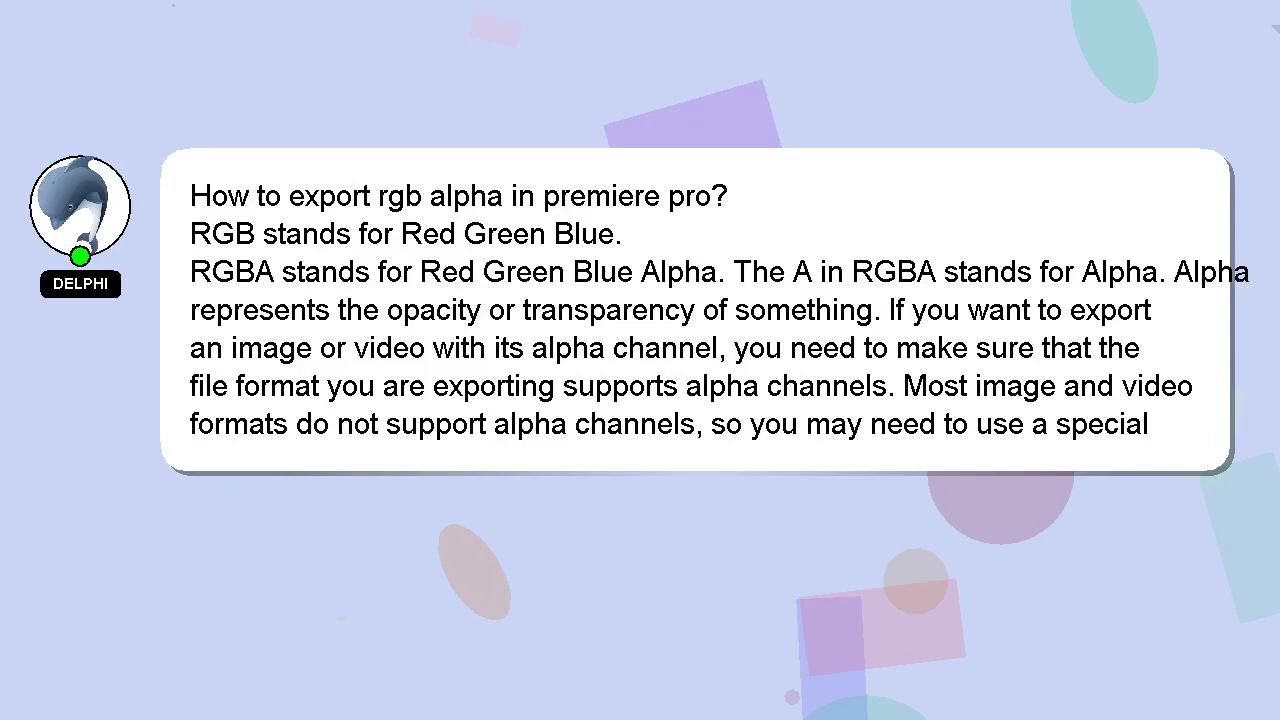 How to export rgb alpha in premiere pro?
RGB stands for Red Green Blue.
RGBA stands for Red Green Blue Alpha. The A in RGBA stands for Alpha. Alpha
represents the opacity or transparency of something. If you want to export
an image or video with its alpha channel, you need to make sure that the
file format you are exporting supports alpha channels. Most image and video
formats do not support alpha channels, so you may need to use a special
DELPHI